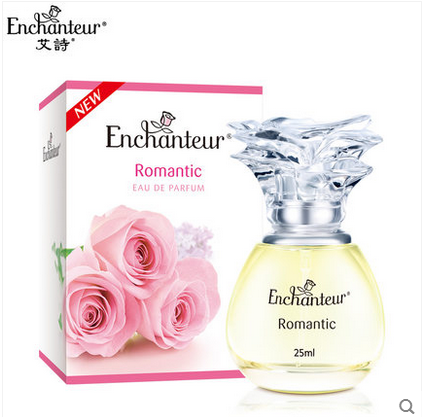 Enchanteur®
艾詩®
NEW
Enchanteur®
Romantic
EAU DE PARFUM
Enchanteur
Enchanteur®
Romantic
25ml